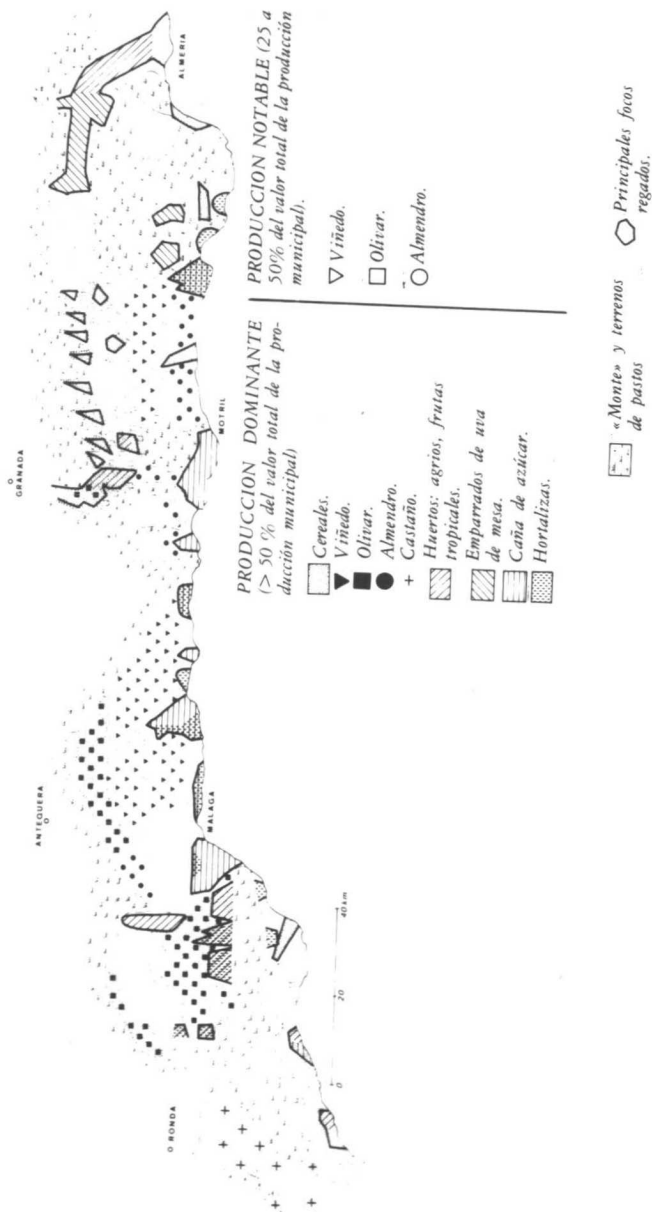 GRANADA
ANTEQUERA
RONDA
ALMERIA
MOTRIL
MALAGA
0 20 40 km
PRODUCCION DOMINANTE
(> 50 % del valor total de la pro-
ducción municipal)
Cereales.
Viñedo.
Olivar.
Almendro.
Castaño.
Huertos: agrios, frutas
tropicales.
Emparrados de uva
de mesa.
Caña de azúcar.
Hortalizas.
PRODUCCION NOTABLE (25 a
50% del valor total de la producción
municipal).
Viñedo.
Olivar.
Almendro.
«Monte» y terrenos
de pastos
Principales focos
regados.